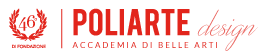 46°
DI FONDAZIONE
POLIARTE design
ACCADEMIA DI BELLE ARTI